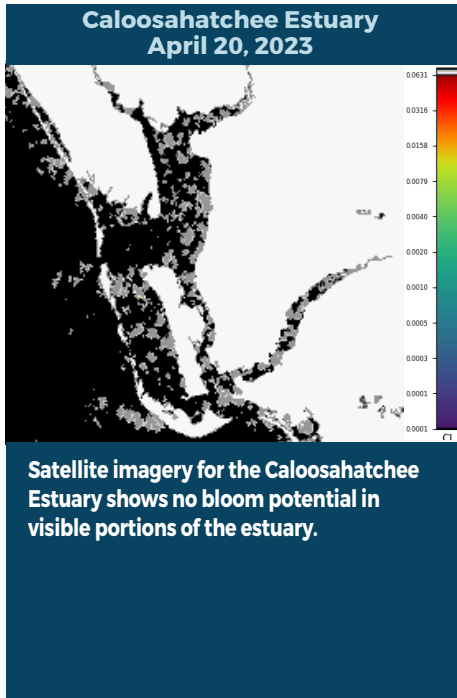 Caloosahatchee Estuary
April 20, 2023
0.0631
0.0316
0.0158
0.0079
0.0040
0.0020
0.0010
0.0005
0.0003
0.0001
0.0001
CI
Satellite imagery for the Caloosahatchee
Estuary shows no bloom potential in
visible portions of the estuary.